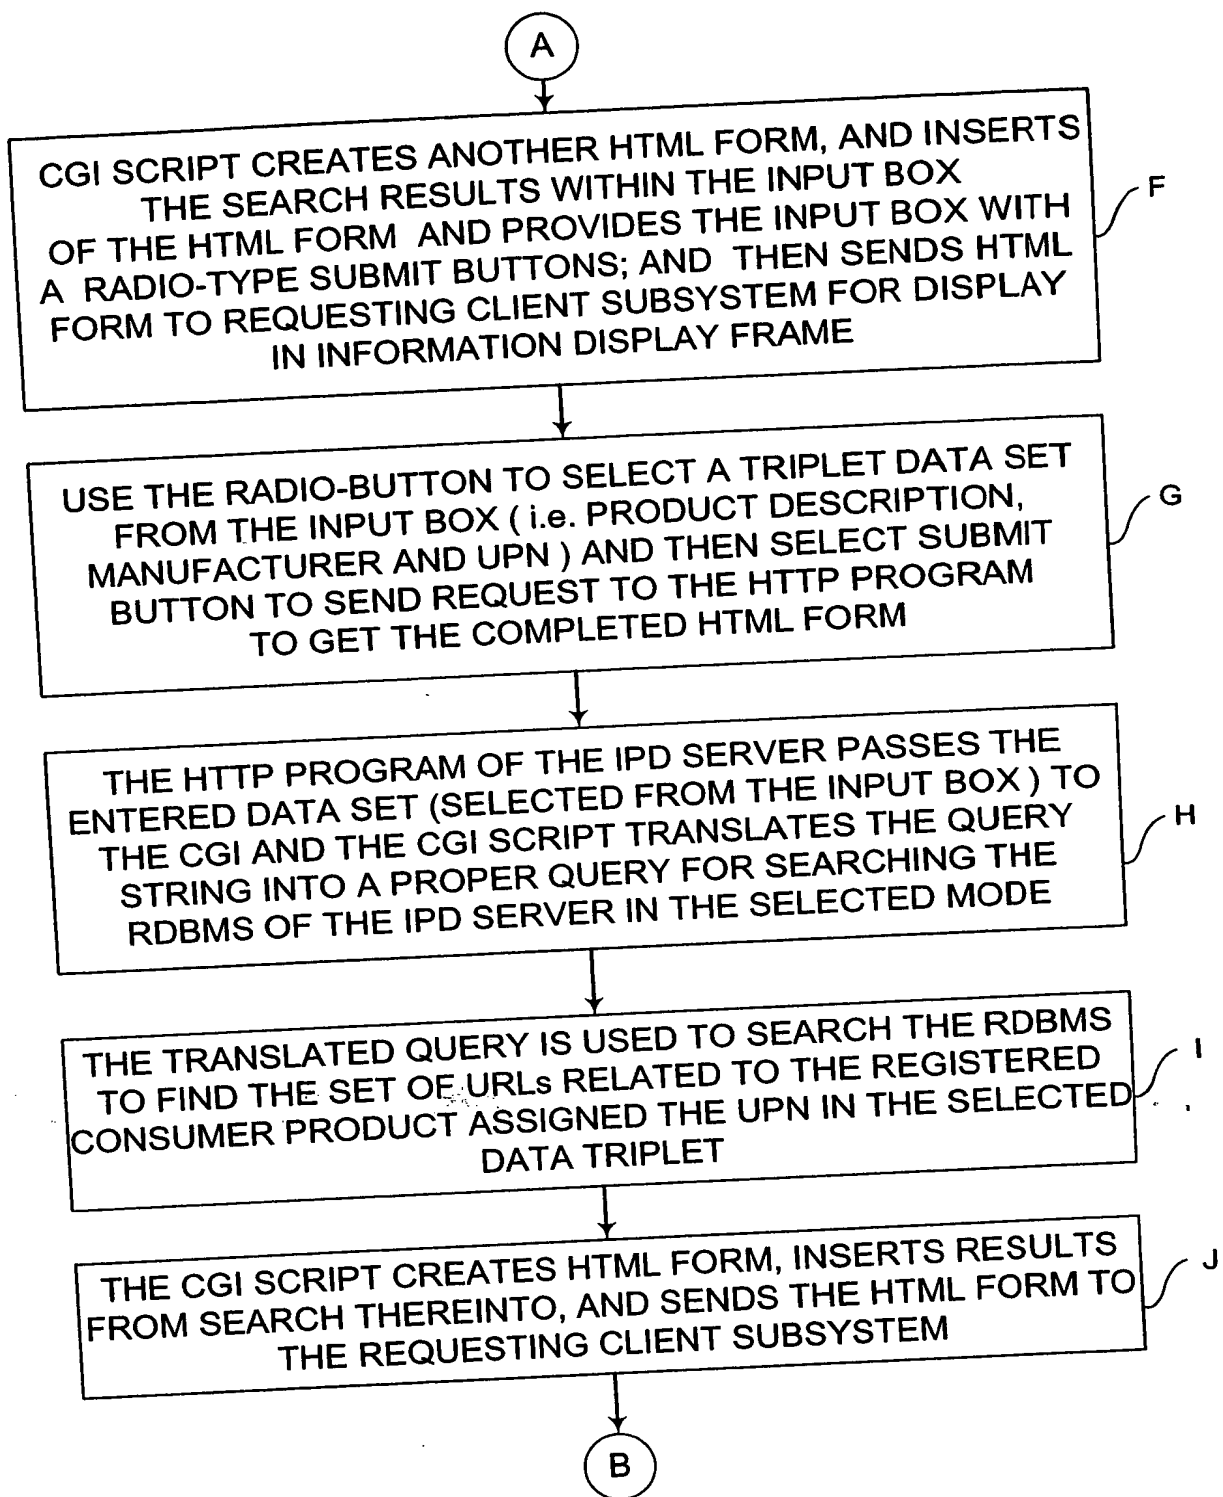 A
CGI SCRIPT CREATES ANOTHER HTML FORM, AND INSERTS
THE SEARCH RESULTS WITHIN THE INPUT BOX
OF THE HTML FORM AND PROVIDES THE INPUT BOX WITH
A RADIO-TYPE SUBMIT BUTTONS; AND THEN SENDS HTML
FORM TO REQUESTING CLIENT SUBSYSTEM FOR DISPLAY
IN INFORMATION DISPLAY FRAME
F
USE THE RADIO-BUTTON TO SELECT A TRIPLET DATA SET
FROM THE INPUT BOX ( i.e. PRODUCT DESCRIPTION,
MANUFACTURER AND UPN ) AND THEN SELECT SUBMIT
BUTTON TO SEND REQUEST TO THE HTTP PROGRAM
TO GET THE COMPLETED HTML FORM
G
THE HTTP PROGRAM OF THE IPD SERVER PASSES THE
ENTERED DATA SET (SELECTED FROM THE INPUT BOX ) TO
THE CGI AND THE CGI SCRIPT TRANSLATES THE QUERY
STRING INTO A PROPER QUERY FOR SEARCHING THE
RDBMS OF THE IPD SERVER IN THE SELECTED MODE
H
THE TRANSLATED QUERY IS USED TO SEARCH THE RDBMS
TO FIND THE SET OF URLs RELATED TO THE REGISTERED
CONSUMER PRODUCT ASSIGNED THE UPN IN THE SELECTED
DATA TRIPLET
I
THE CGI SCRIPT CREATES HTML FORM, INSERTS RESULTS
FROM SEARCH THEREINTO, AND SENDS THE HTML FORM TO
THE REQUESTING CLIENT SUBSYSTEM
J
B